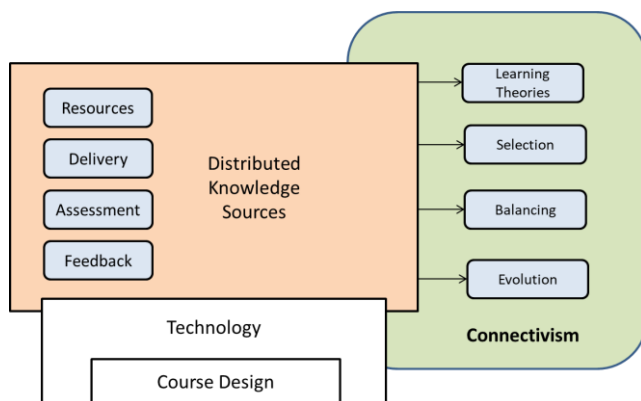 Resources
Delivery
Assessment
Feedback
Distributed
Knowledge
Sources
Technology
Course Design
Learning
Theories
Selection
Balancing
Evolution
Connectivism